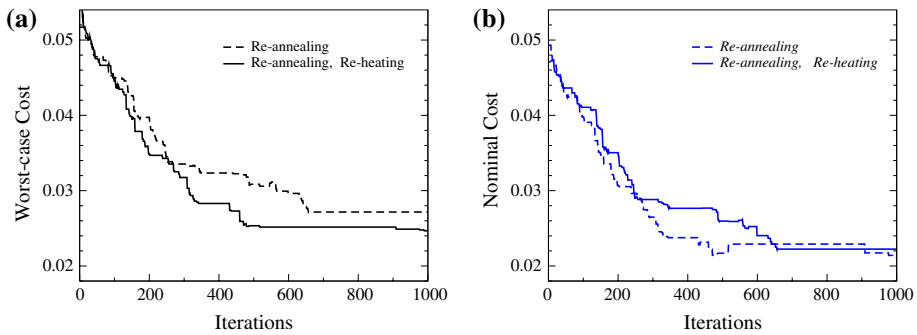 (a)
0.05
0.04
0.03
0.02
Worst-case Cost
Re-annealing
Re-annealing, Re-heating
0 200 400 600 800 1000
Iterations
(b)
0.05
0.04
0.03
0.02
Nominal Cost
Re-annealing
Re-annealing, Re-heating
0 200 400 600 800 1000
Iterations